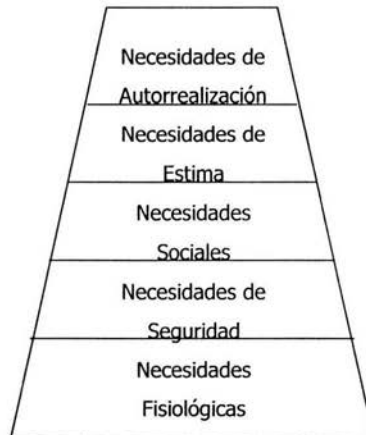 Necesidades de
Autorrealización
Necesidades de
Estima
Necesidades
Sociales
Necesidades de
Seguridad
Necesidades
Fisiológicas